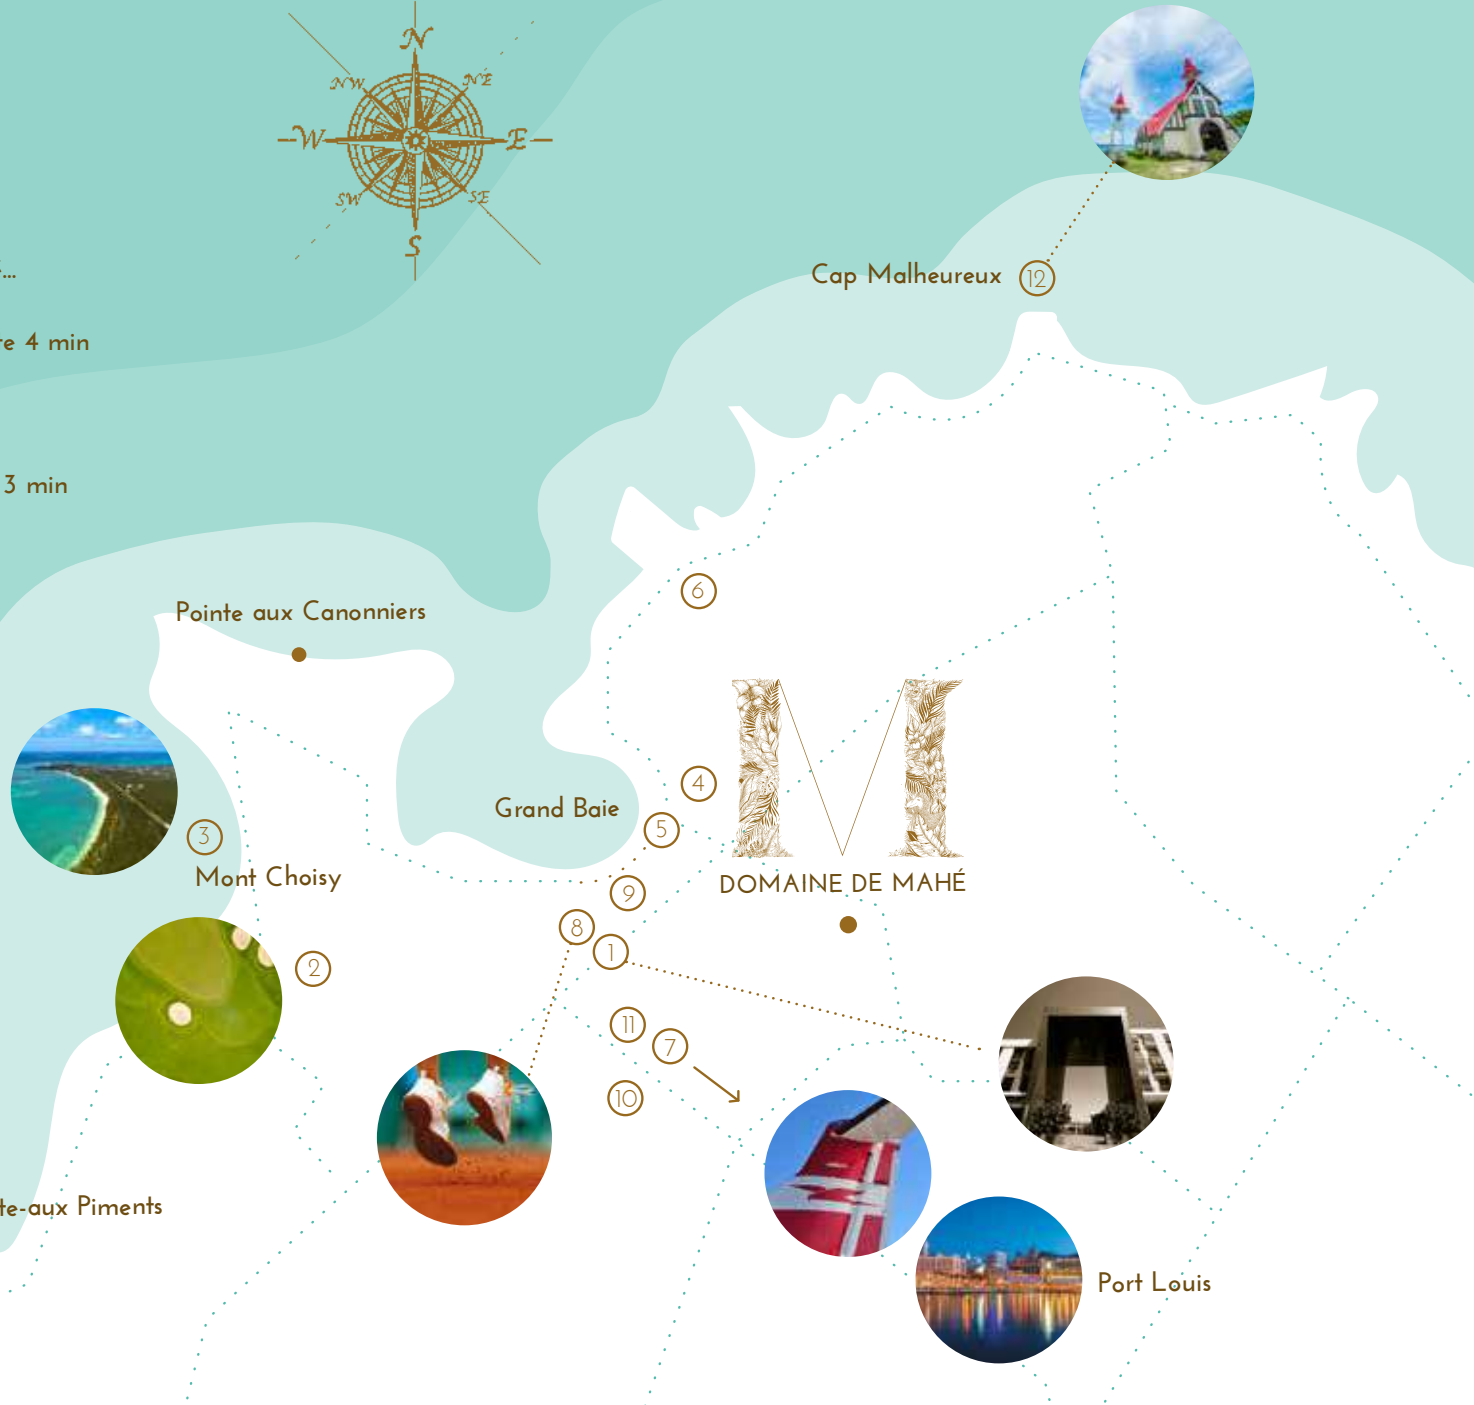 N
NW
NE
W
E
SW
SE
S
...
Cap Malheureux
12
4 min
3 min
6
Pointe aux Canonniers
M
4
Grand Baie
5
3
Mont Choisy
9
DOMAINE DE MAHÉ
8
1
2
11
7
10
te-aux Piments
Port Louis